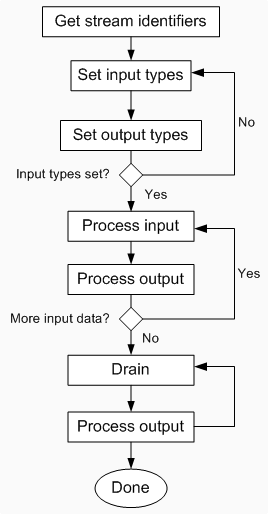 Get stream identifiers
Set input types
No
Set output types
Input types set?
Yes
Process input
Process output
Yes
More input data?
No
Drain
Process output
Done